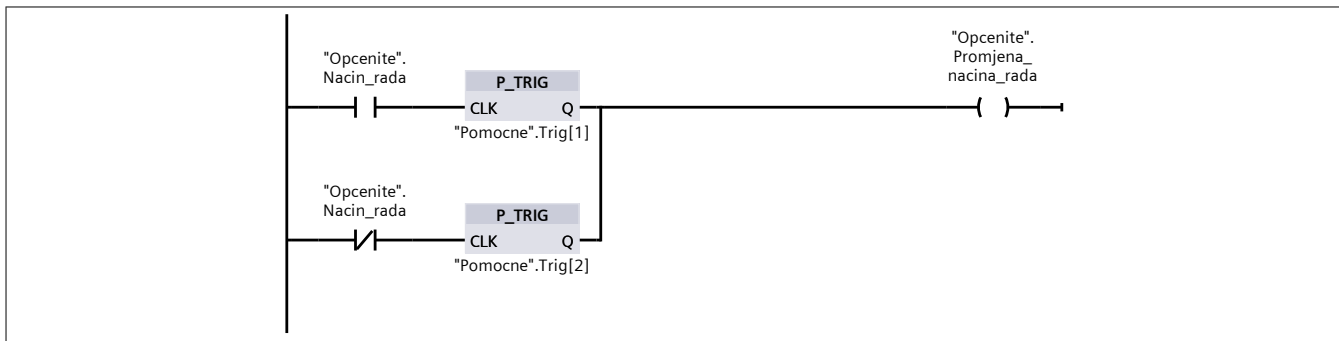 "Opcenite".
Nacin_rada
P_TRIG
CLK Q
"Pomocne".Trig[1]
"Opcenite".
Promjena_
nacina_rada
"Opcenite".
Nacin_rada
P_TRIG
CLK Q
"Pomocne".Trig[2]